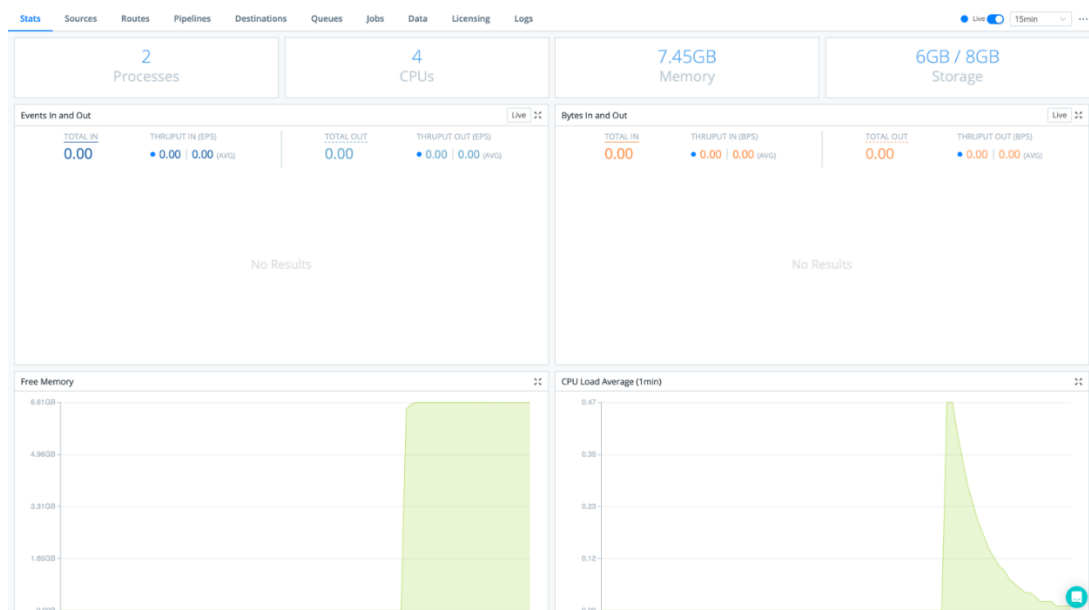 Stats Sources Routes Pipelines Destinations Queues Jobs Data Licensing Logs Live 15min
2 4 7.45GB 6GB / 8GB
Processes CPUs Memory Storage
Events In and Out Live Bytes In and Out Live
TOTAL IN THRUPUT IN (EPS) TOTAL OUT THRUPUT OUT (EPS) TOTAL IN THRUPUT IN (BPS) TOTAL OUT THRUPUT OUT (BPS)
0.00 0.00 | 0.00 (AVG) 0.00 0.00 | 0.00 (AVG) 0.00 0.00 | 0.00 (AVG) 0.00 0.00 | 0.00 (AVG)
No Results No Results
Free Memory CPU Load Average (1min)
6.61GB 0.47
4.96GB 0.35
3.31GB 0.23
1.65GB 0.12